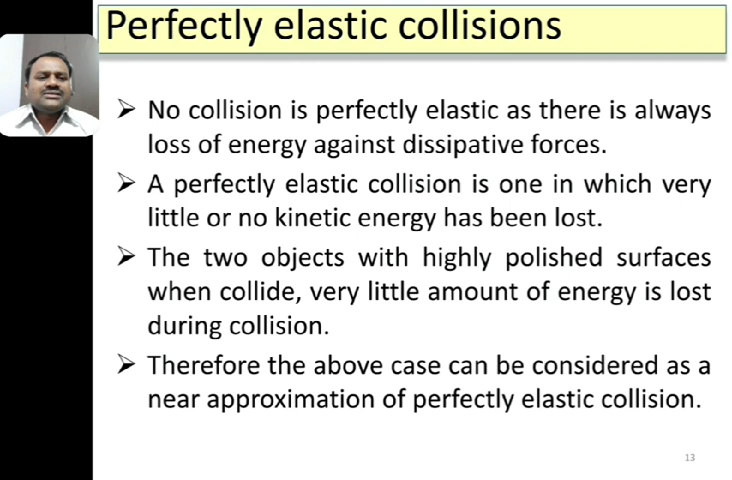 Perfectly elastic collisions
➤ No collision is perfectly elastic as there is always
loss of energy against dissipative forces.
➤ A perfectly elastic collision is one in which very
little or no kinetic energy has been lost.
➤ The two objects with highly polished surfaces
when collide, very little amount of energy is lost
during collision.
➤ Therefore the above case can be considered as a
near approximation of perfectly elastic collision.
13